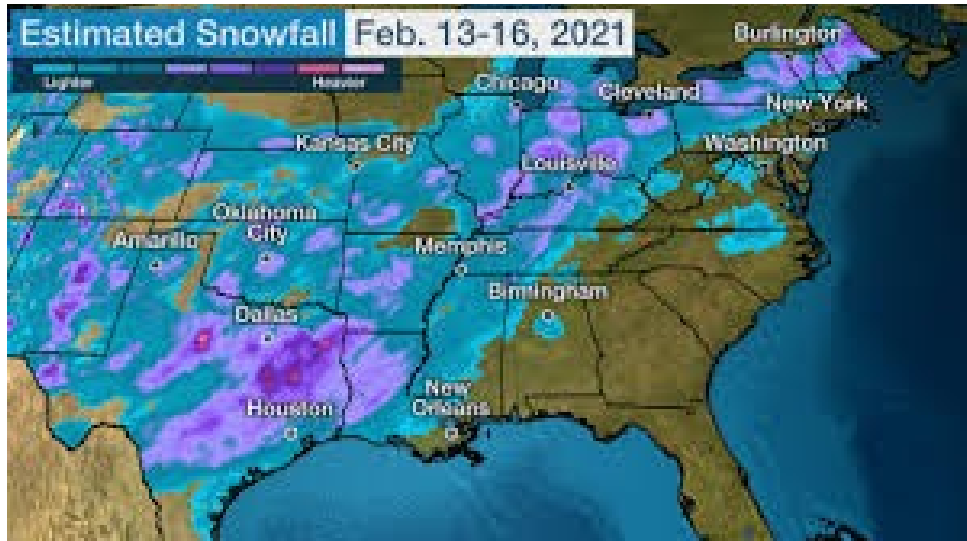 Estimated Snowfall Feb. 13-16, 2021
Lighter Heavier
Burlington
Chicago
Cleveland
New York
Kansas City
Washington
Louisville
Oklahoma
City
Amarillo
Memphis
Birmingham
Dallas
New
Orleans
Houston